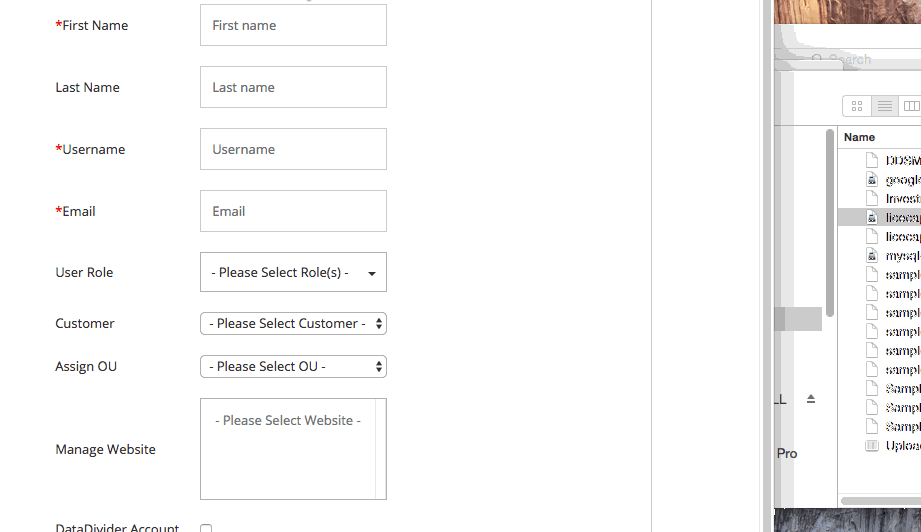 *First Name
First name
Last Name
Last name
*Username
Username
*Email
Email
User Role
- Please Select Role(s) -
Customer
- Please Select Customer -
Assign OU
- Please Select OU -
Manage Website
- Please Select Website -
DataDivider Account
Search
Name
DDSM
google
Invest
licecap
licecap
mysql
sampl
sampl
sampl
sampl
sampl
sampl
Sampl
Sampl
Sampl
Uploa
LL
Pro